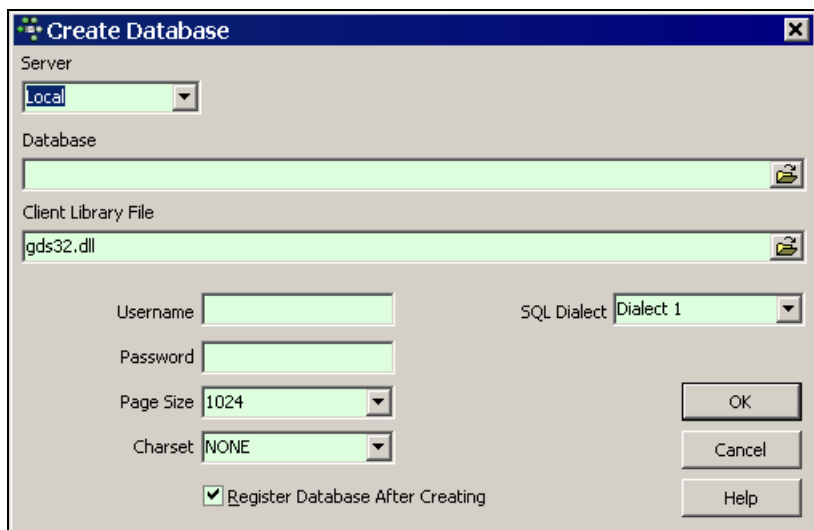 Create Database
Server
Local
Database
Client Library File
gds32.dll
Username
SQL Dialect Dialect 1
Password
Page Size 1024
OK
Charset NONE
Cancel
Register Database After Creating
Help